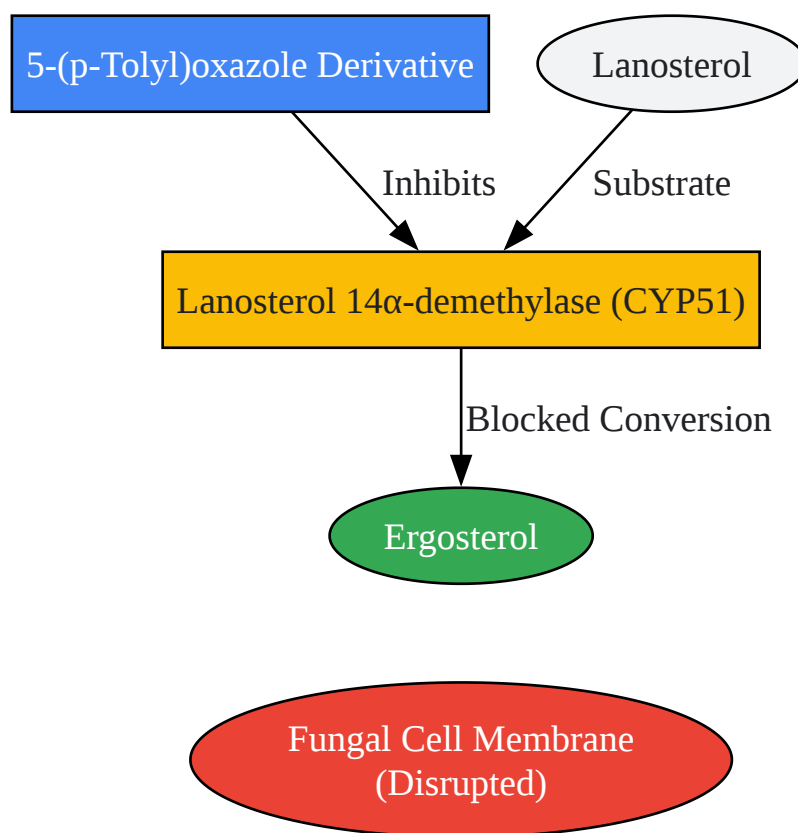 5-(p-Tolyl)oxazole Derivative
Lanosterol
Inhibits
Substrate
Lanosterol 14α-demethylase (CYP51)
Blocked Conversion
Ergosterol
Fungal Cell Membrane
(Disrupted)